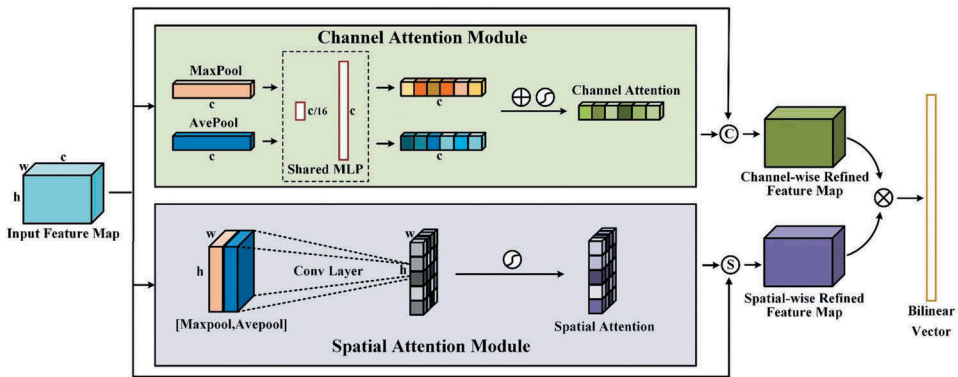 Channel Attention Module
MaxPool
c
AvePool
c
c/16
c
Shared MLP
c
c
Channel Attention
C
Channel-wise Refined
Feature Map
w
c
h
Input Feature Map
w
h
[Maxpool,Avepool]
Conv Layer
w
h
Spatial Attention
Spatial Attention Module
S
Spatial-wise Refined
Feature Map
Bilinear
Vector